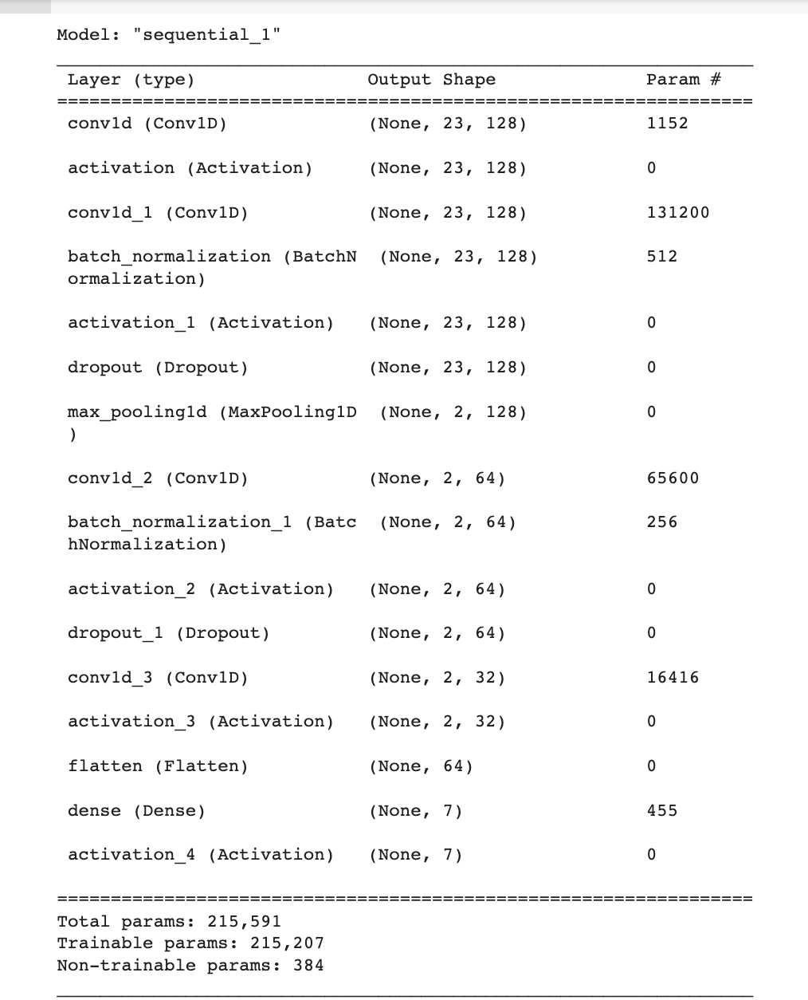 Model: "sequential_1"
Layer (type) Output Shape Param #
=================================================================
conv1d (Conv1D) (None, 23, 128) 1152
activation (Activation) (None, 23, 128) 0
conv1d_1 (Conv1D) (None, 23, 128) 131200
batch_normalization (BatchN (None, 23, 128) 512
ormalization)
activation_1 (Activation) (None, 23, 128) 0
dropout (Dropout) (None, 23, 128) 0
max_pooling1d (MaxPooling1D (None, 2, 128) 0
)
conv1d_2 (Conv1D) (None, 2, 64) 65600
batch_normalization_1 (Batc (None, 2, 64) 256
hNormalization)
activation_2 (Activation) (None, 2, 64) 0
dropout_1 (Dropout) (None, 2, 64) 0
conv1d_3 (Conv1D) (None, 2, 32) 16416
activation_3 (Activation) (None, 2, 32) 0
flatten (Flatten) (None, 64) 0
dense (Dense) (None, 7) 455
activation_4 (Activation) (None, 7) 0
=================================================================
Total params: 215,591
Trainable params: 215,207
Non-trainable params: 384